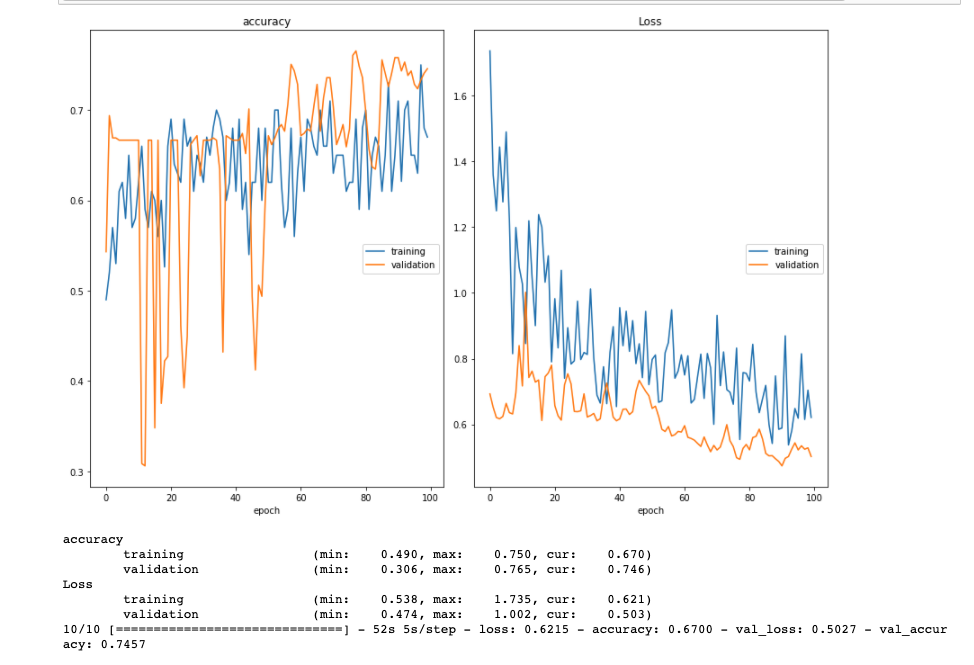 accuracy
Loss
0.7
0.6
0.5
0.4
0.3
1.6
1.4
1.2
1.0
0.8
0.6
training
validation
training
validation
0 20 40 60 80 100
0 20 40 60 80 100
epoch
epoch
accuracy
training (min: 0.490, max: 0.750, cur: 0.670)
validation (min: 0.306, max: 0.765, cur: 0.746)
Loss
training (min: 0.538, max: 1.735, cur: 0.621)
validation (min: 0.474, max: 1.002, cur: 0.503)
10/10 [==============================] - 52s 5s/step - loss: 0.6215 - accuracy: 0.6700 - val_loss: 0.5027 - val_accur
acy: 0.7457